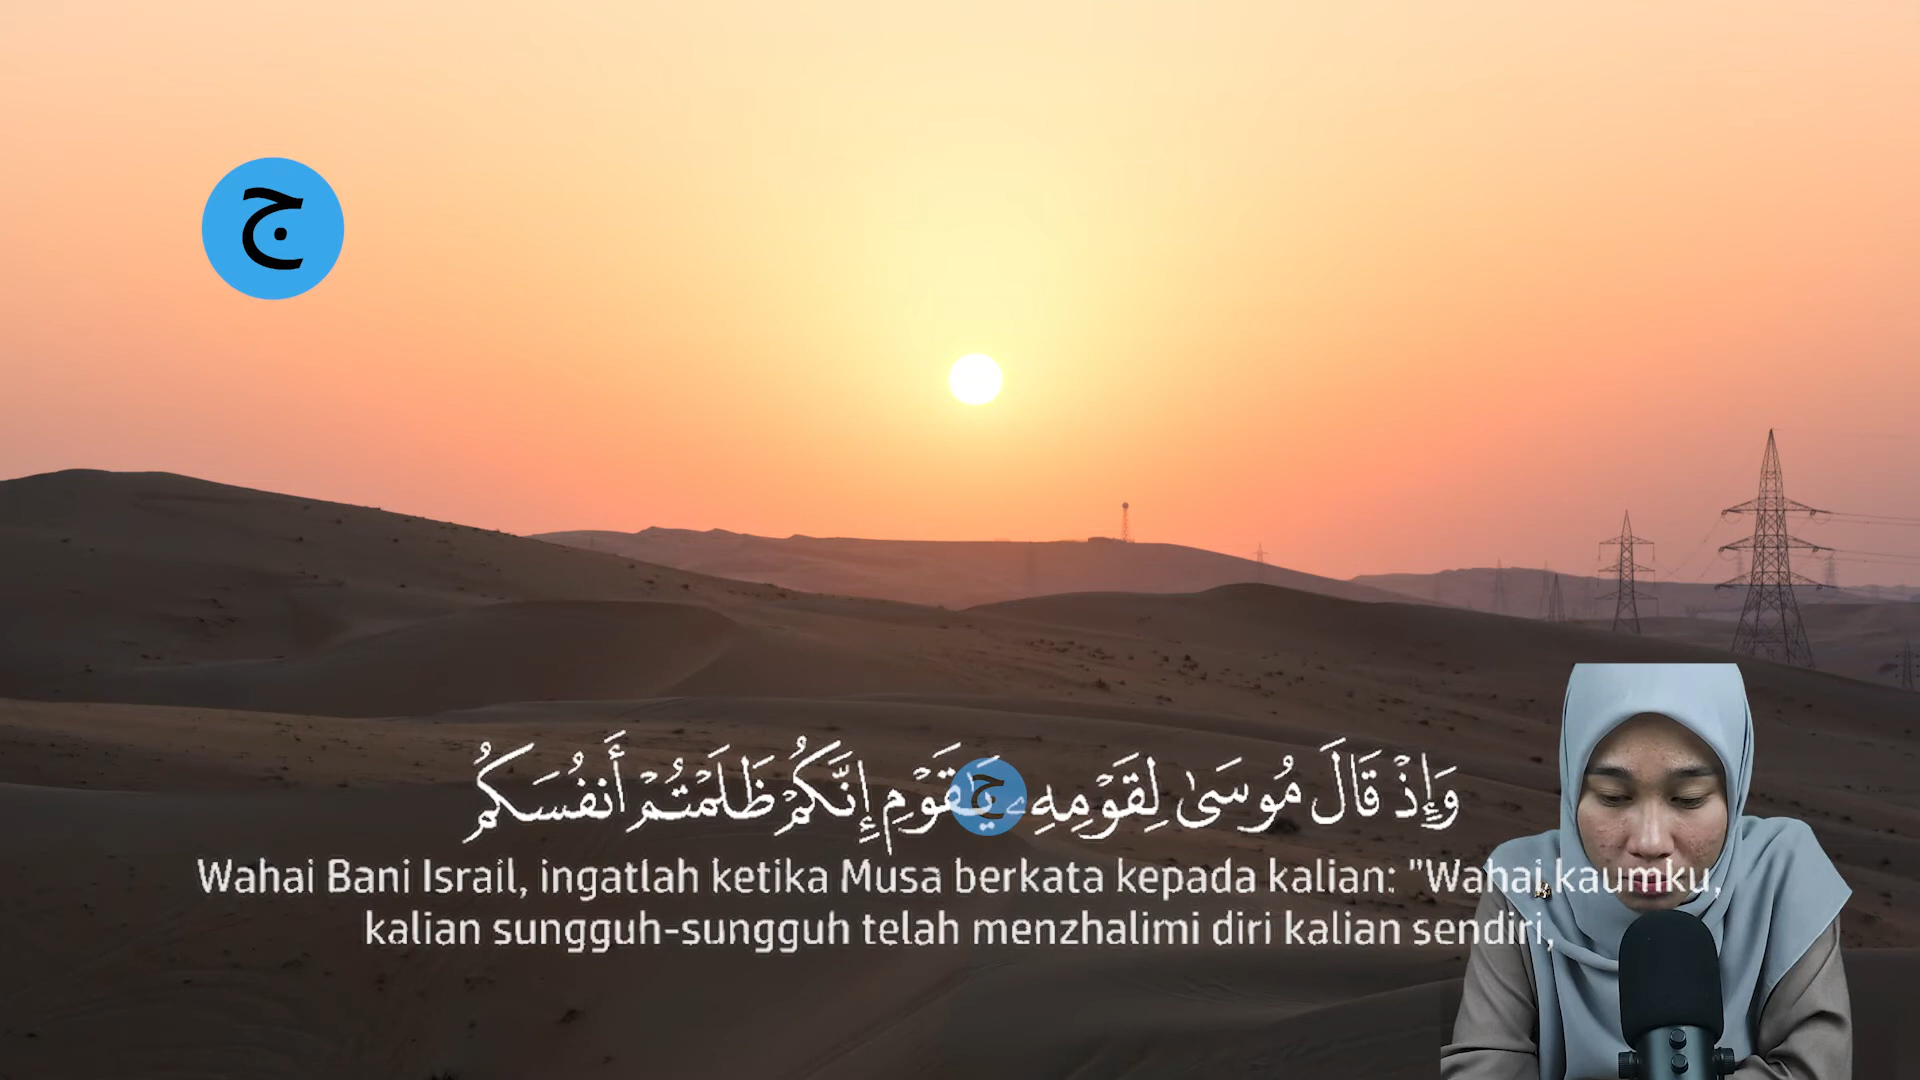 ج
وَإِذْ قَالَ مُوسَىٰ لِقَوْمِهِۦ يَـٰقَوْمِ إِنَّكُمْ ظَلَمْتُمْ أَنفُسَكُم
ج
Wahai Bani Israil, ingatlah ketika Musa berkata kepada kalian: "Wahai kaumku,
kalian sungguh-sungguh telah menzhalimi diri kalian sendiri,